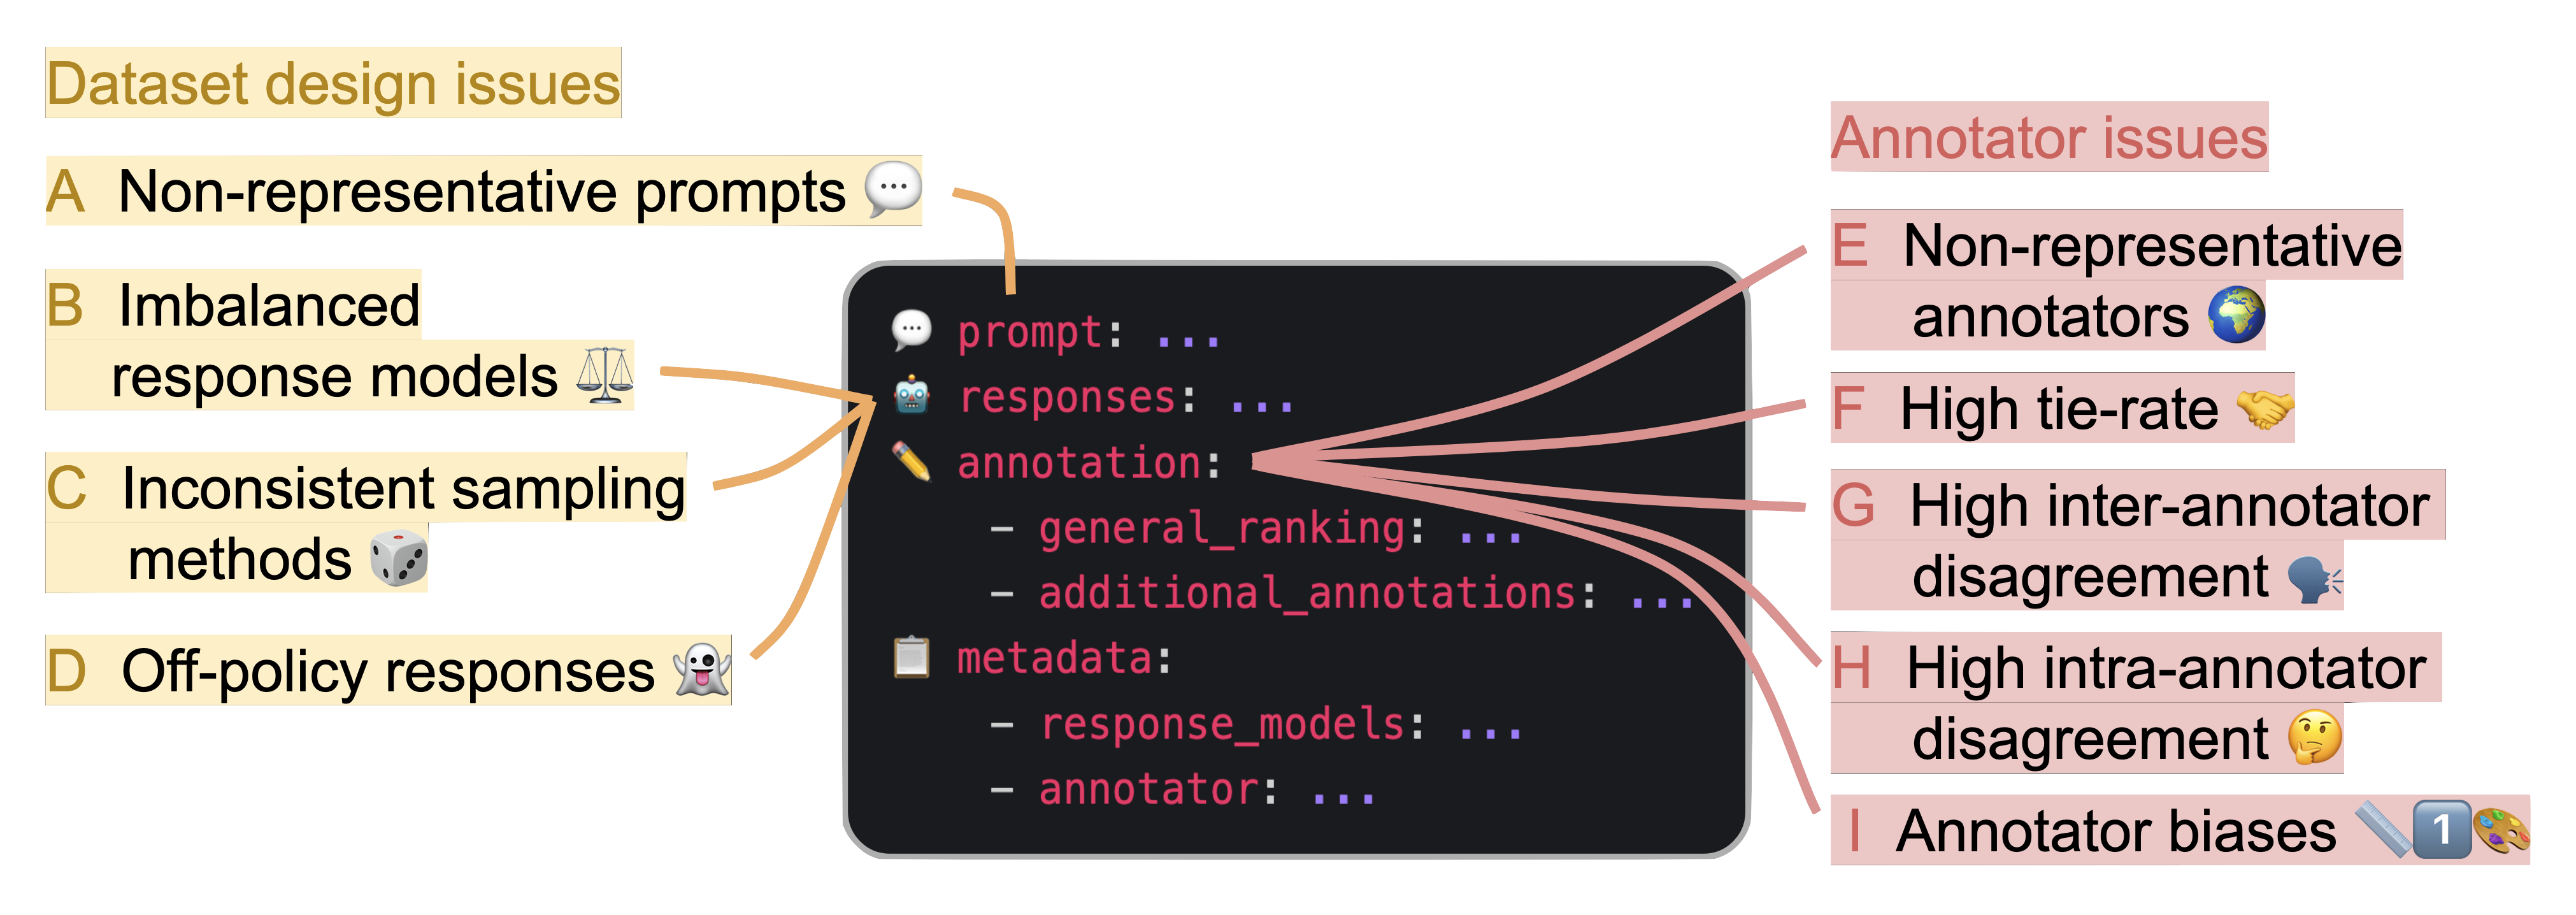 Dataset design issues
A Non-representative prompts 💬
B Imbalanced
response models ⚖️
C Inconsistent sampling
methods 🎲
D Off-policy responses 👻
💬 prompt: ...
🤖 responses: ...
✏️ annotation:
– general_ranking: ...
– additional_annotations: ...
📋 metadata:
– response_models: ...
– annotator: ...
Annotator issues
E Non-representative
annotators 🌍
F High tie-rate 🤝
G High inter-annotator
disagreement 🗣️
H High intra-annotator
disagreement 🤔
I Annotator biases 📏1️⃣🎨